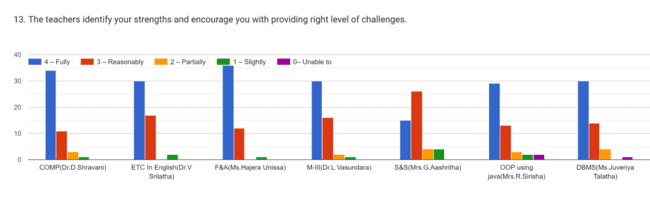 13. The teachers identify your strengths and encourage you with providing right level of challenges.
40
4 – Fully 3 – Reasonably 2 – Partially 1 – Slightly 0– Unable to
30
20
10
0
COMP(Dr.D.Shravani) ETC In English(Dr.V F&A(Ms.Hajera Unissa) M-III(Dr.L Vasundara) S&S(Mrs.G.Aashritha) OOP using DBMS(Ms.Juveriya
Srilatha) java(Mrs.R.Sirisha) Talatha)